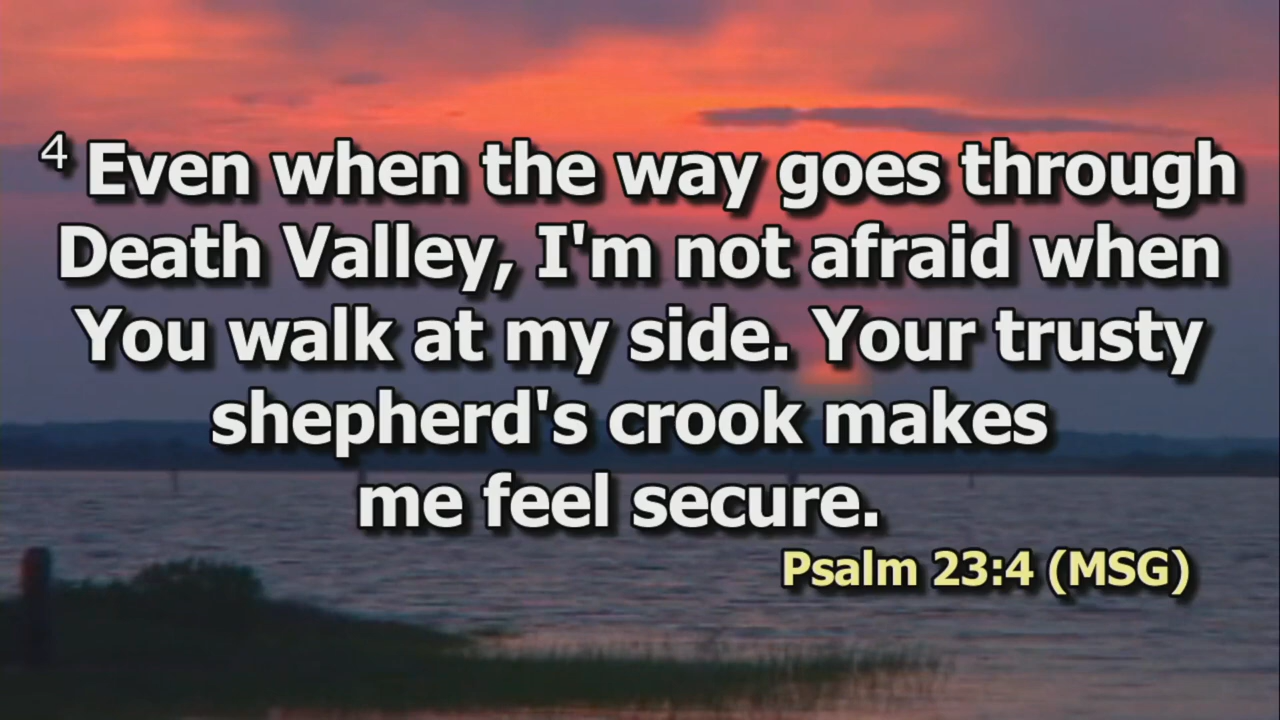 4 Even when the way goes through
Death Valley, I'm not afraid when
You walk at my side. Your trusty
shepherd's crook makes
me feel secure.
Psalm 23:4 (MSG)